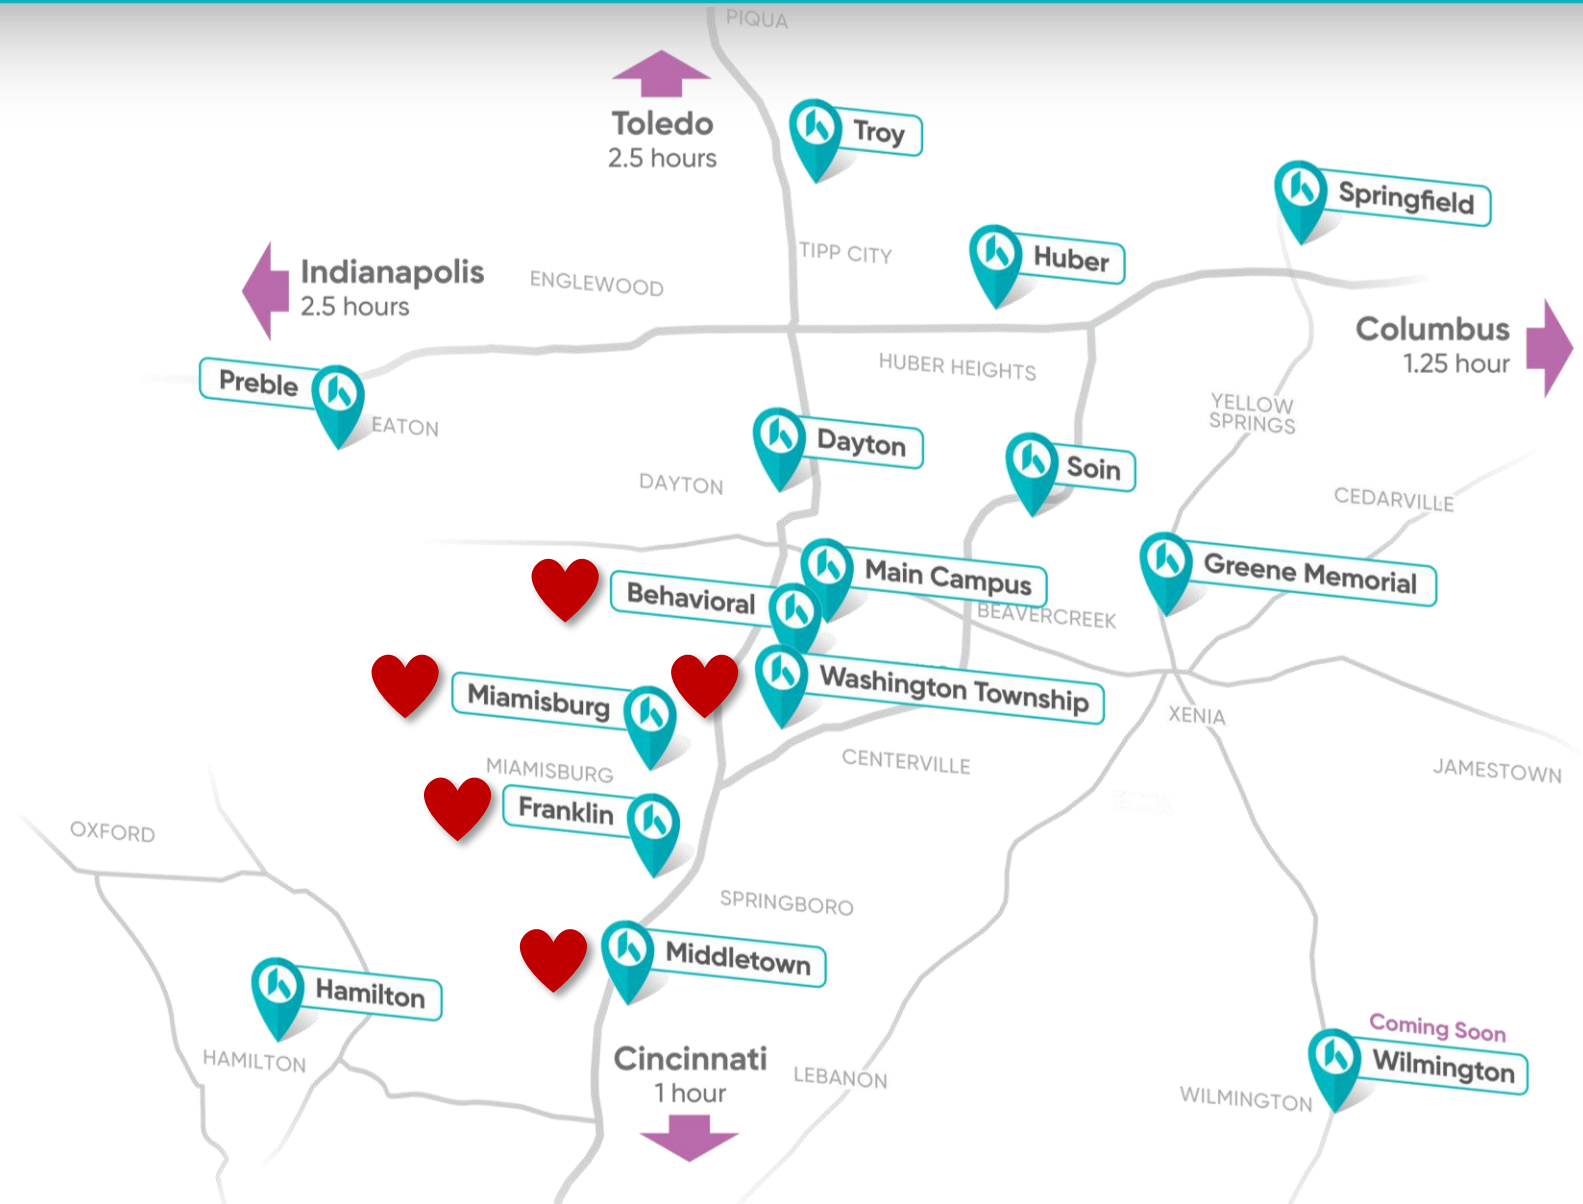 PIQUA
Toledo
2.5 hours
Troy
Springfield
TIPP CITY
Huber
Indianapolis
2.5 hours
ENGLEWOOD
Columbus
1.25 hour
HUBER HEIGHTS
Preble
EATON
YELLOW
SPRINGS
Dayton
Soin
DAYTON
CEDARVILLE
Main Campus
Greene Memorial
Behavioral
BEAVERCREEK
Washington Township
Miamisburg
XENIA
MIAMISBURG
CENTERVILLE
JAMESTOWN
Franklin
OXFORD
SPRINGBORO
Middletown
Hamilton
HAMILTON
Cincinnati
1 hour
LEBANON
Coming Soon
Wilmington
WILMINGTON